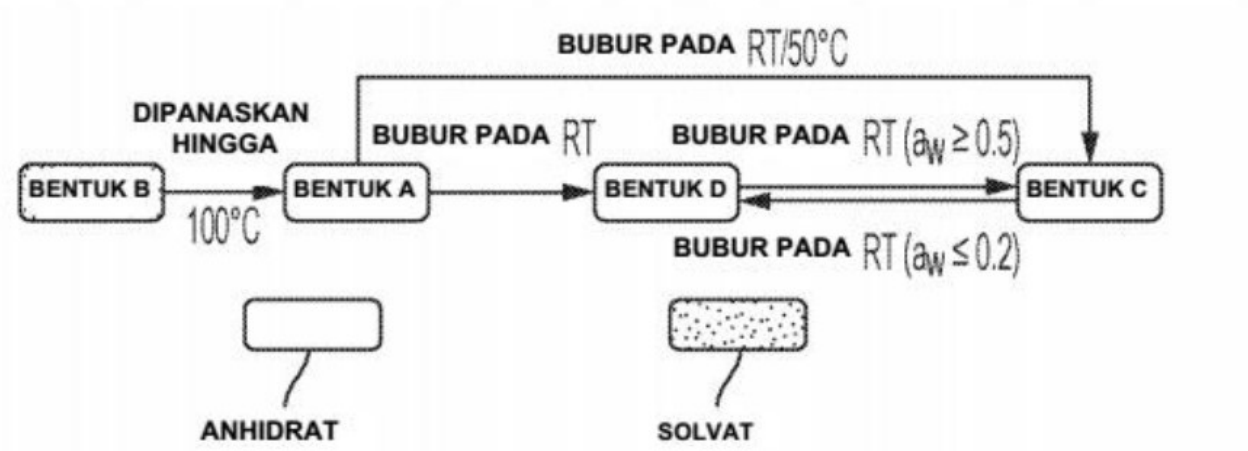 BUBUR PADA RT/50°C
DIPANASKAN
HINGGA
BUBUR PADA RT
BUBUR PADA RT (aw ≥ 0.5)
BENTUK B
BENTUK A
BENTUK D
BENTUK C
100°C
BUBUR PADA RT (aw ≤ 0.2)
ANHIDRAT
SOLVAT